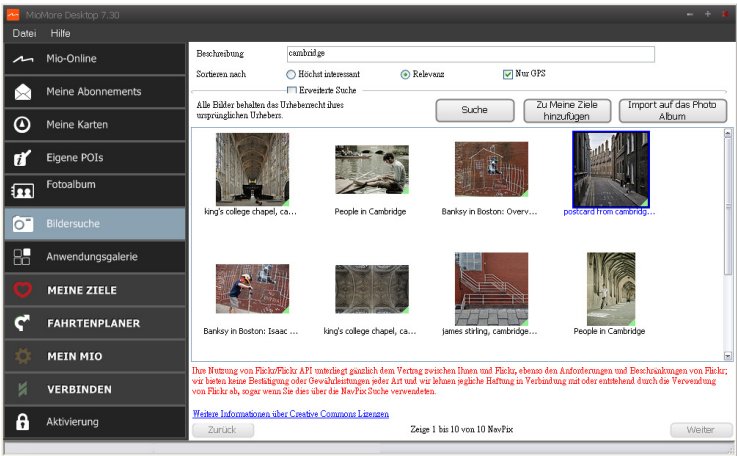 MioMore Desktop 7.30
Datei Hilfe
Mio-Online
Meine Abonnements
Meine Karten
Eigene POIs
Fotoalbum
Bildersuche
Anwendungsgalerie
MEINE ZIELE
FAHRTENPLANER
MEIN MIO
VERBINDEN
Aktivierung
Beschreibung cambridge
Sortieren nach Höchst interessant Relevanz Nur GPS
Erweiterte Suche
Alle Bilder behalten das Urheberrecht ihres
ursprünglichen Urhebers.
Suche
Zu Meine Ziele
hinzufügen
Import auf das Photo
Album
king's college chapel, ca... People in Cambridge Banksy in Boston: Overv... postcard from cambridg...
Banksy in Boston: Isaac ... king's college chapel, ca... james stirling, cambridge... People in Cambridge
Ihre Nutzung von Flickr/Flickr API unterliegt gänzlich dem Vertrag zwischen Ihnen und Flickr, ebenso den Anforderungen und Beschränkungen von Flickr;
wir bieten keine Bestätigung oder Gewährleistungen jeder Art und wir lehnen jegliche Haftung in Verbindung mit oder entstehend durch die Verwendung
von Flickr ab, sogar wenn Sie dies über die NavPix Suche verwendeten.
Weitere Informationen über Creative Commons Lizenzen
Zurück Zeige 1 bis 10 von 10 NavPix Weiter